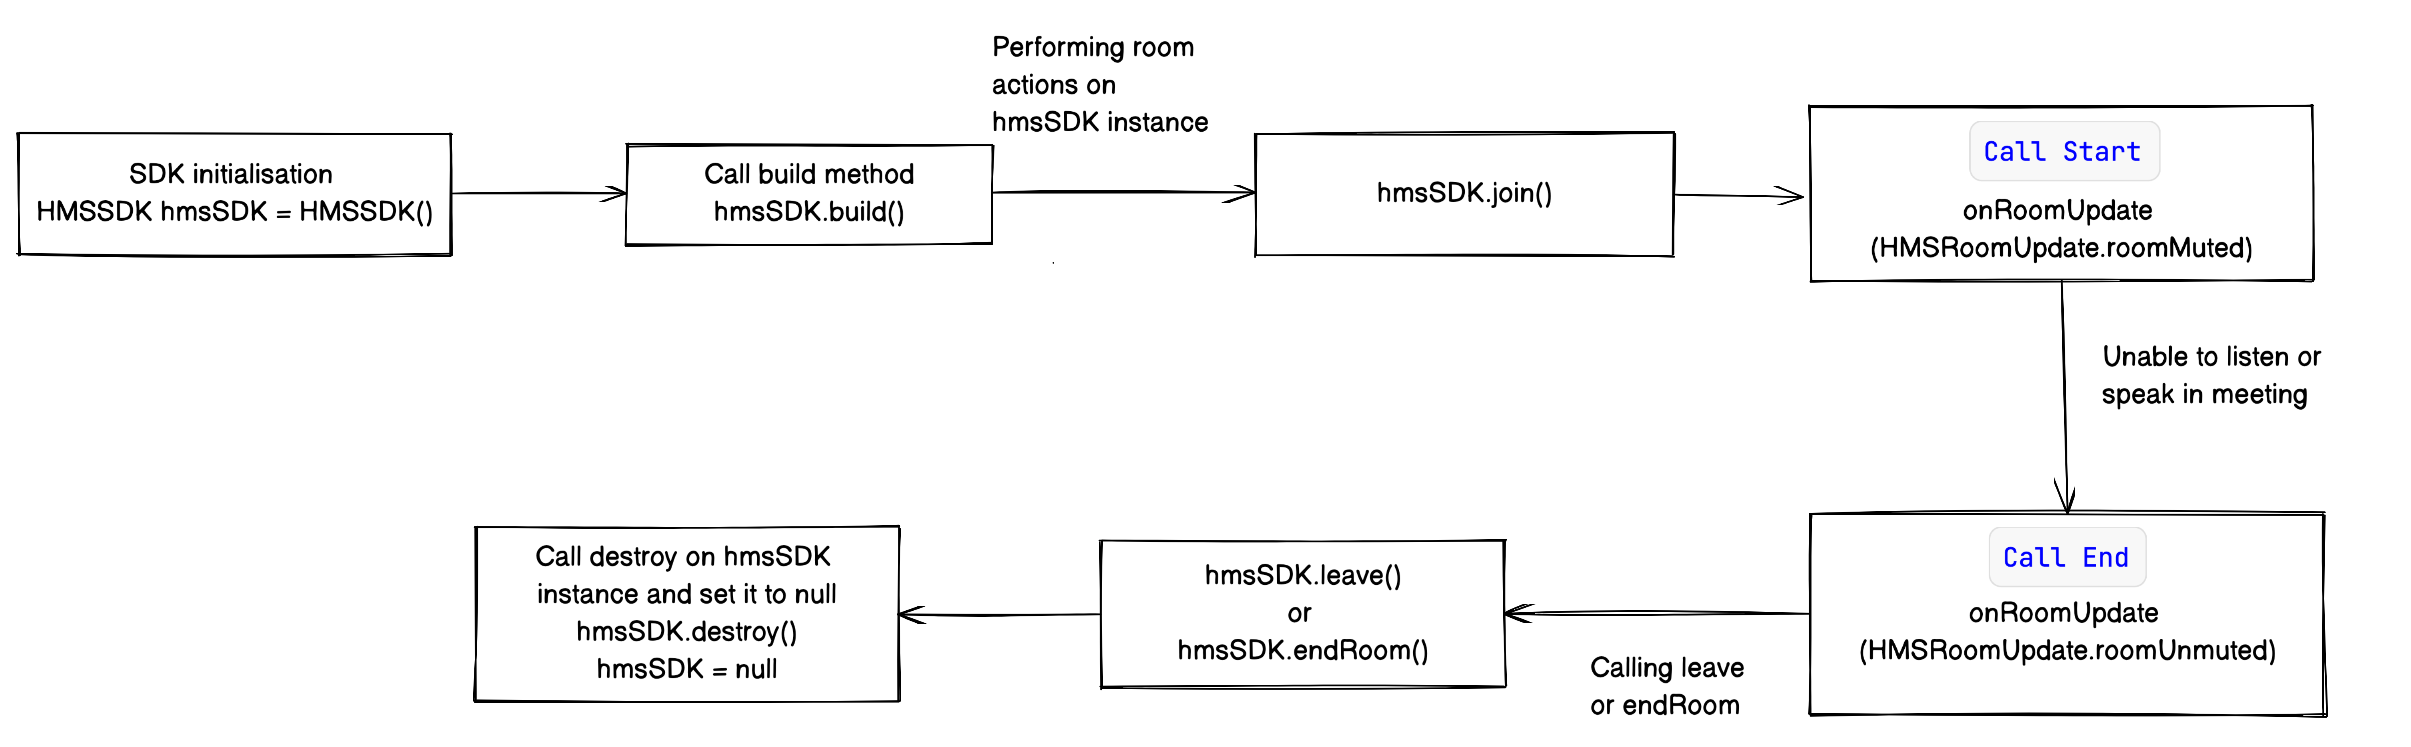 SDK initialisation
HMSSDK hmsSDK = HMSSDK()
Call build method
hmsSDK.build()
Performing room
actions on
hmsSDK instance
hmsSDK.join()
Call Start
onRoomUpdate
(HMSRoomUpdate.roomMuted)
Unable to listen or
speak in meeting
Call End
onRoomUpdate
(HMSRoomUpdate.roomUnmuted)
Calling leave
or endRoom
hmsSDK.leave()
or
hmsSDK.endRoom()
Call destroy on hmsSDK
instance and set it to null
hmsSDK.destroy()
hmsSDK = null